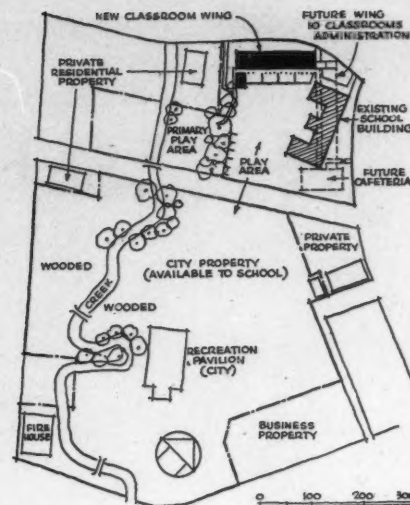 NEW CLASSROOM WING
FUTURE WING
10 CLASSROOMS
ADMINISTRATION
PRIVATE
RESIDENTIAL
PROPERTY
PRIMARY
PLAY
AREA
PLAY
AREA
EXISTING
SCHOOL
BUILDING
FUTURE
CAFETERIA
PRIVATE
PROPERTY
WOODED
CITY PROPERTY
(AVAILABLE TO SCHOOL)
CREEK
WOODED
RECREATION
PAVILION
(CITY)
FIRE
HOUSE
BUSINESS
PROPERTY
0 100 300